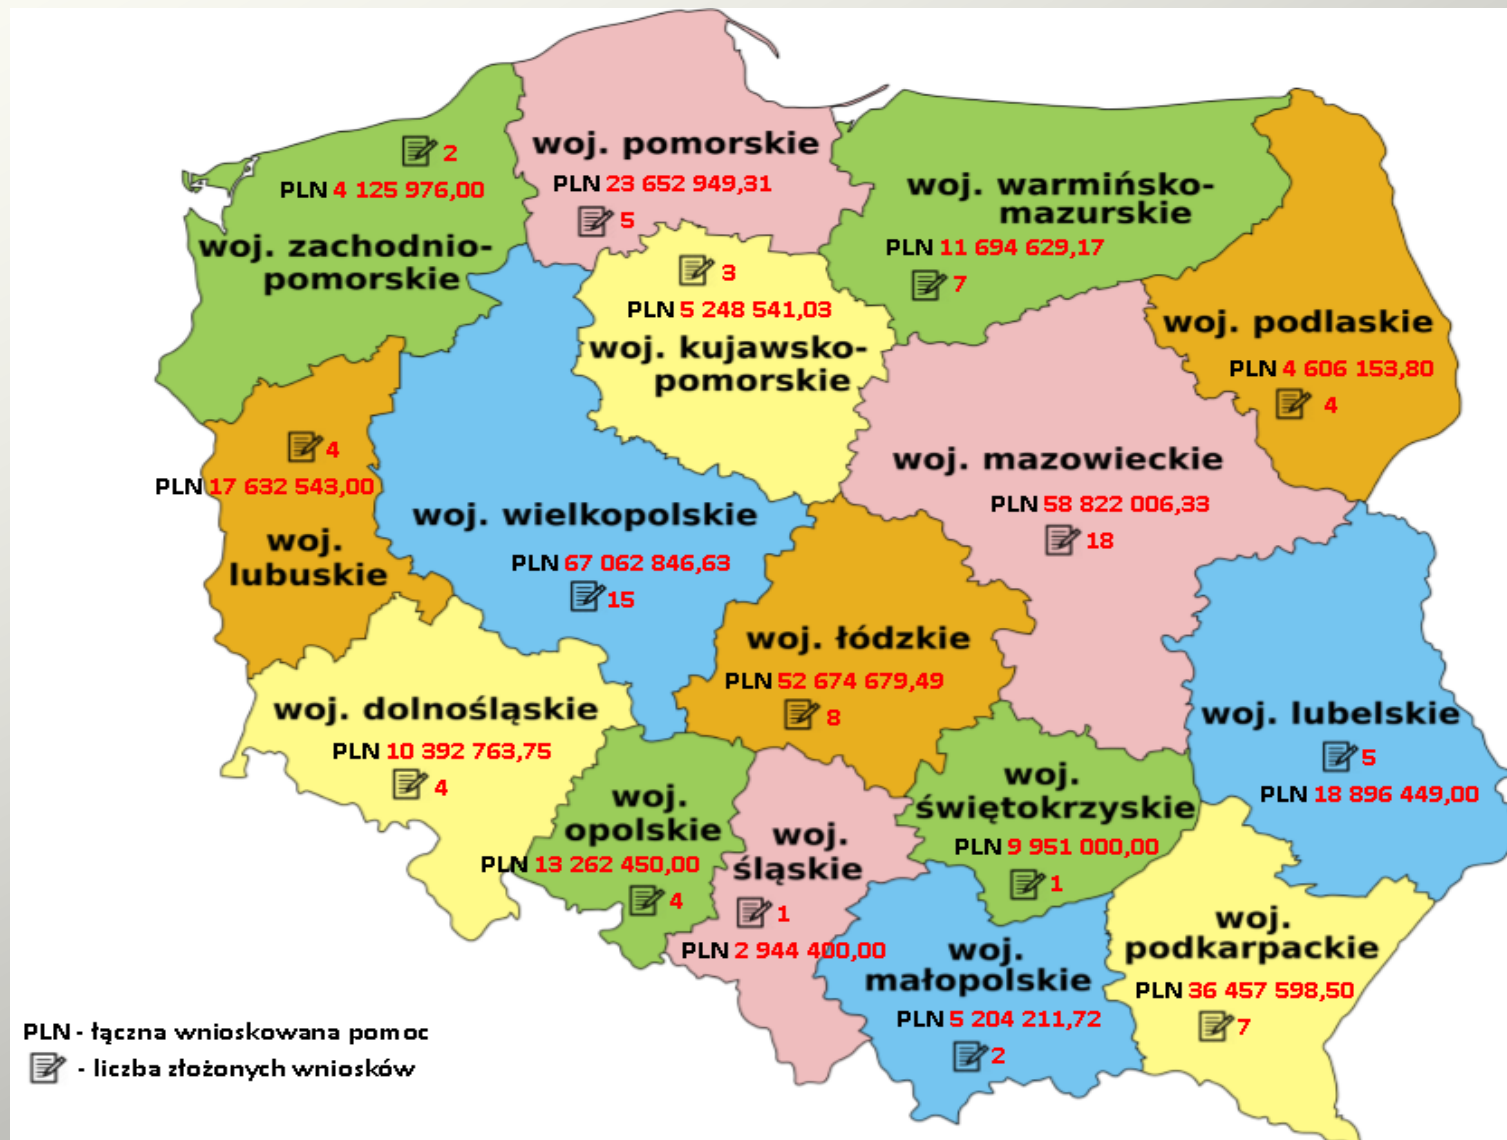 2
PLN 4 125 976,00
woj. zachodnio-
pomorskie
woj. pomorskie
PLN 23 652 949,31
5
woj. warmińsko-
mazurskie
PLN 11 694 629,17
7
3
PLN 5 248 541,03
woj. kujawsko-
pomorskie
woj. podlaskie
PLN 4 606 153,80
4
4
PLN 17 632 543,00
woj.
lubuskie
woj. wielkopolskie
PLN 67 062 846,63
15
woj. mazowieckie
PLN 58 822 006,33
18
woj. łódzkie
PLN 52 674 679,49
8
woj. dolnośląskie
PLN 10 392 763,75
4
woj. lubelskie
5
PLN 18 896 449,00
woj.
opolskie
PLN 13 262 450,00
4
woj.
śląskie
1
PLN 2 944 400,00
woj.
świętokrzyskie
PLN 9 951 000,00
1
woj.
małopolskie
PLN 5 204 211,72
2
woj.
podkarpackie
PLN 36 457 598,50
7
PLN - łączna wnioskowana pomoc
- liczba złożonych wniosków